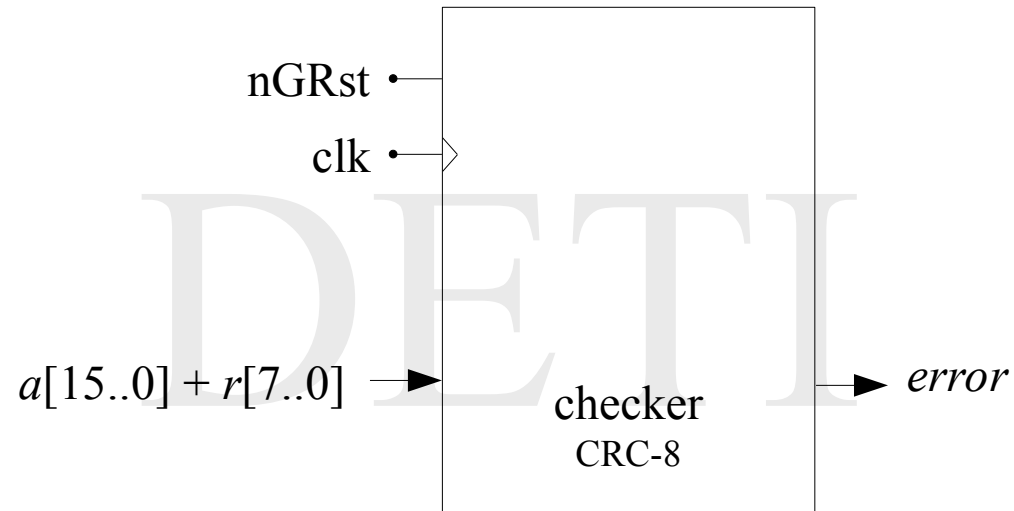 nGRst
clk
DETI
a[15..0] + r[7..0]
error
checker
CRC-8